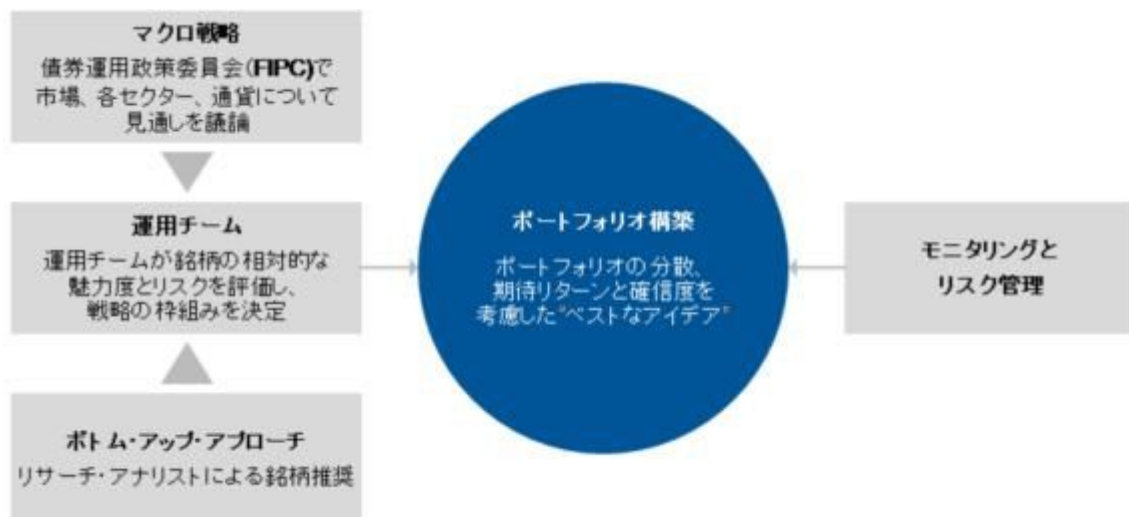 マクロ戦略
債券運用政策委員会(FIPC)で
市場、各セクター、通貨について
見通しを議論
運用チーム
運用チームが銘柄の相対的な
魅力度とリスクを評価し、
戦略の枠組みを決定
ボトム・アップ・アプローチ
リサーチ・アナリストによる銘柄推奨
ポートフォリオ構築
ポートフォリオの分散、
期待リターンと確信度を
考慮した"ベストなアイデア"
モニタリングと
リスク管理